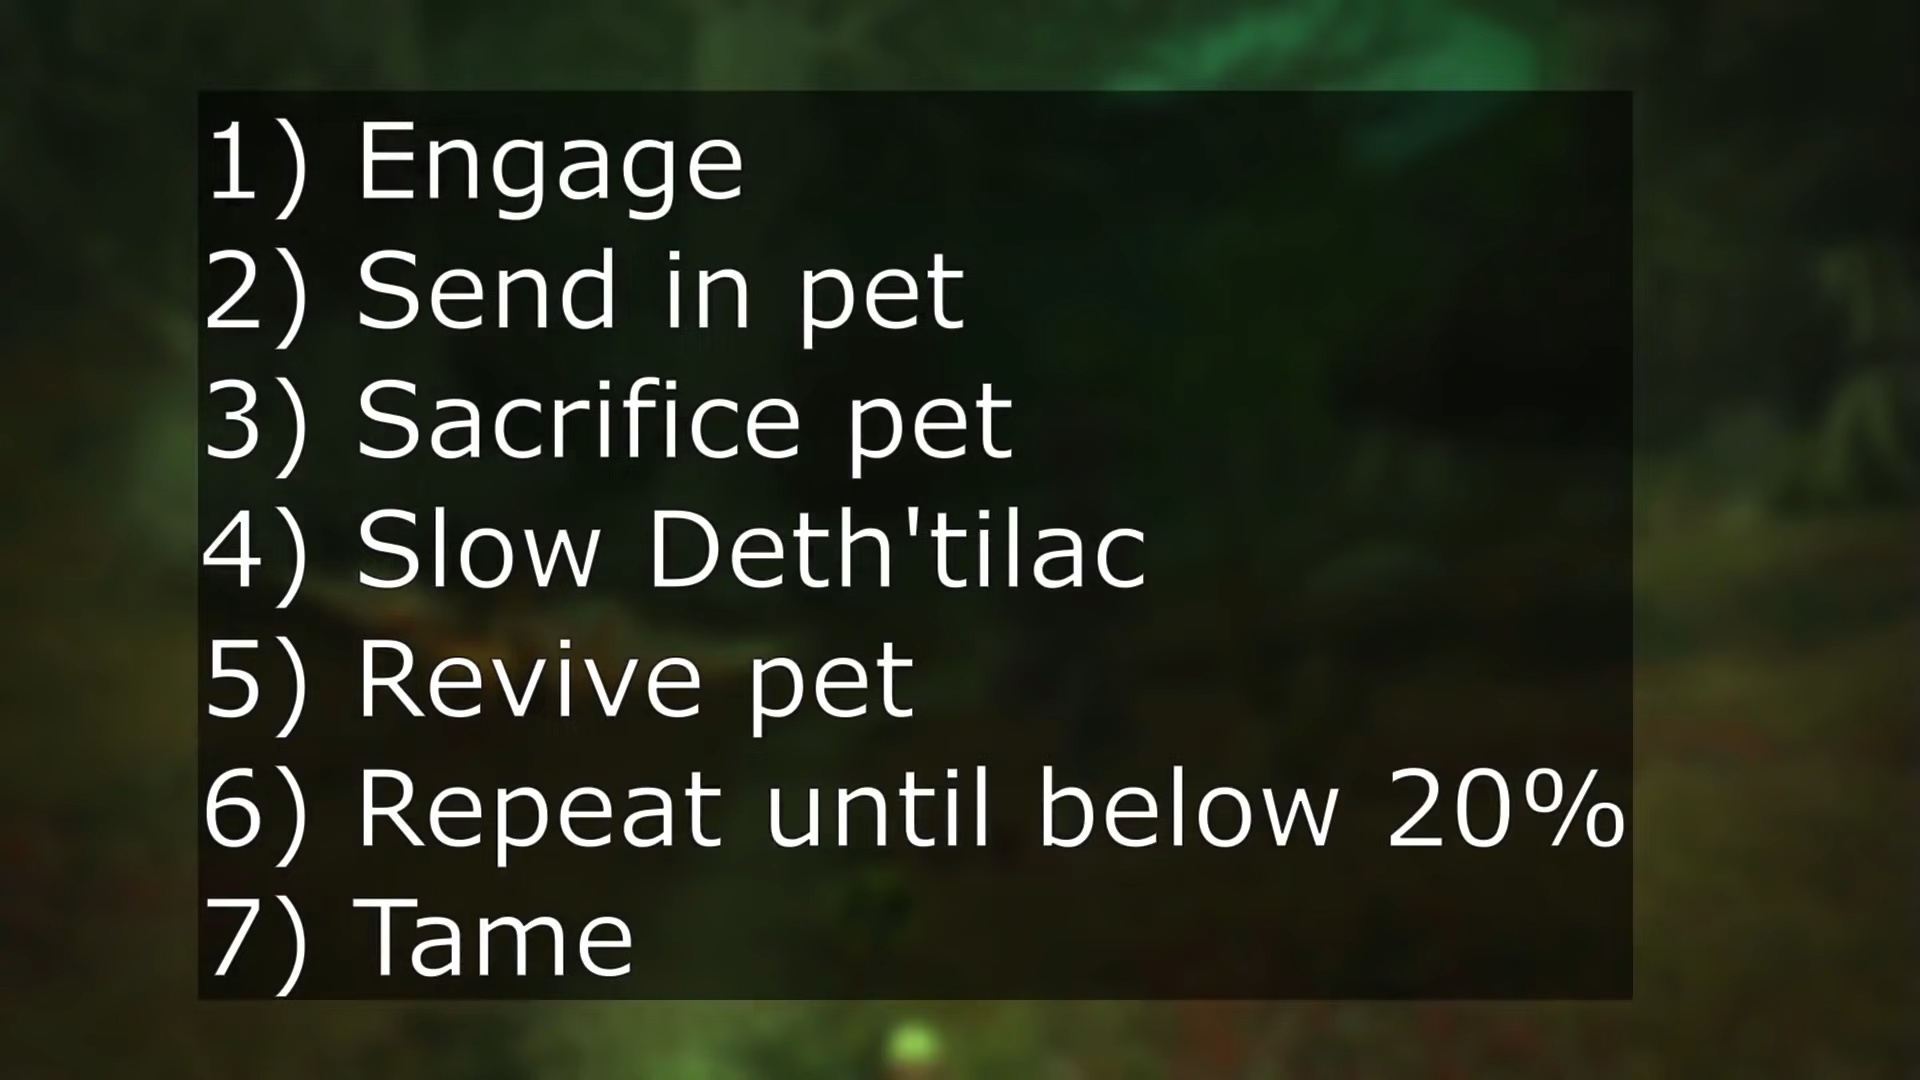 1) Engage
2) Send in pet
3) Sacrifice pet
4) Slow Deth'tilac
5) Revive pet
6) Repeat until below 20%
7) Tame